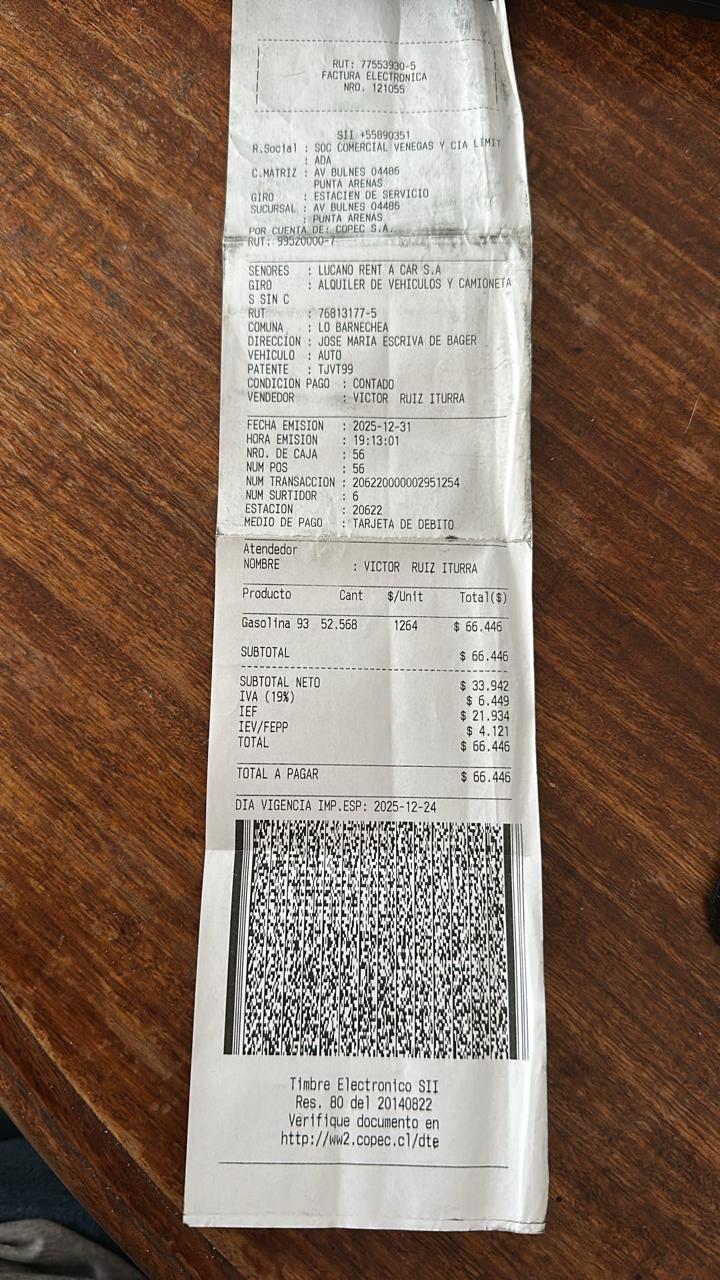 RUT: 77553930-5
FACTURA ELECTRONICA
NRO. 121055
SII +55890351
R.Social : SOC COMERCIAL VENEGAS Y CIA LIMIT
: ADA
C.MATRIZ : AV BULNES 04486
PUNTA ARENAS
GIRO : ESTACIEN DE SERVICIO
SUCURSAL : AV BULNES 04486
: PUNTA ARENAS
POR CUENTA DE: COPEC S.A.
RUT: 99520000-7
SENORES : LUCANO RENT A CAR S.A
GIRO : ALQUILER DE VEHICULOS Y CAMIONETA
S SIN C
RUT : 76813177-5
COMUNA : LO BARNECHEA
DIRECCION : JOSE MARIA ESCRIVA DE BAGER
VEHICULO : AUTO
PATENTE : TJVT99
CONDICION PAGO : CONTADO
VENDEDOR : VICTOR RUIZ ITURRA
FECHA EMISION : 2025-12-31
HORA EMISION : 19:13:01
NRO. DE CAJA : 56
NUM POS : 56
NUM TRANSACCION : 206220000002951254
NUM SURTIDOR : 6
ESTACION : 20622
MEDIO DE PAGO : TARJETA DE DEBITO
Atendedor
NOMBRE : VICTOR RUIZ ITURRA
Producto Cant $/Unit Total($)
Gasolina 93 52.568 1264 $ 66.446
SUBTOTAL $ 66.446
SUBTOTAL NETO $ 33.942
IVA (19%) $ 6.449
IEF $ 21.934
IEV/FEPP $ 4.121
TOTAL $ 66.446
TOTAL A PAGAR $ 66.446
DIA VIGENCIA IMP.ESP: 2025-12-24
Timbre Electronico SII
Res. 80 del 20140822
Verifique documento en
http://ww2.copec.cl/dte